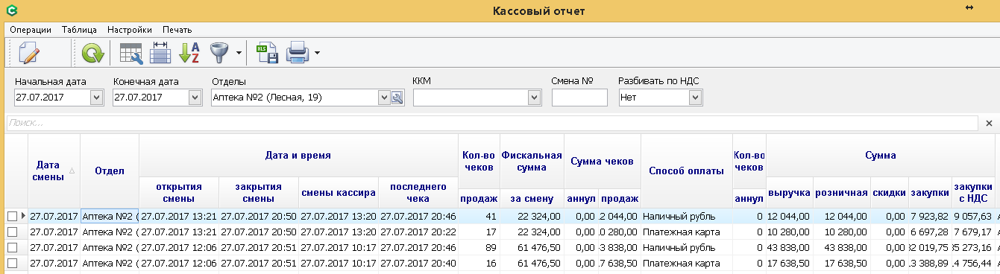 Кассовый отчет
Операции Таблица Настройки Печать
Начальная дата Конечная дата Отделы ККМ Смена № Разбивать по НДС
27.07.2017 27.07.2017 Аптека №2 (Лесная, 19) Нет
Поиск...
Дата смены Отдел Дата и время Кол-во чеков Фискальная сумма Сумма чеков Способ оплаты Кол-во чеков Сумма
открытия смены закрытия смены смены кассира последнего чека продаж за смену аннул продаж аннул выручка розничная скидки закупки закупки с НДС
27.07.2017 Аптека №2 ( 27.07.2017 13:21 27.07.2017 20:50 27.07.2017 13:20 27.07.2017 20:46 41 22 324,00 0,00 .2 044,00 Наличный рубль 0 12 044,00 12 044,00 0,00 7 923,82 9 057,63
27.07.2017 Аптека №2 ( 27.07.2017 13:21 27.07.2017 20:50 27.07.2017 13:20 27.07.2017 20:22 17 22 324,00 0,00 .0 280,00 Платежная карта 0 10 280,00 10 280,00 0,00 6 697,28 7 679,17
27.07.2017 Аптека №2 ( 27.07.2017 12:06 27.07.2017 20:51 27.07.2017 10:17 27.07.2017 20:46 89 61 476,50 0,00 3 838,00 Наличный рубль 0 43 838,00 43 838,00 0,00 32 019,75 35 273,16
27.07.2017 Аптека №2 ( 27.07.2017 12:06 27.07.2017 20:51 27.07.2017 10:17 27.07.2017 20:40 16 61 476,50 0,00 .7 638,50 Платежная карта 0 17 638,50 17 638,50 0,00 .3 388,89 .4 756,44